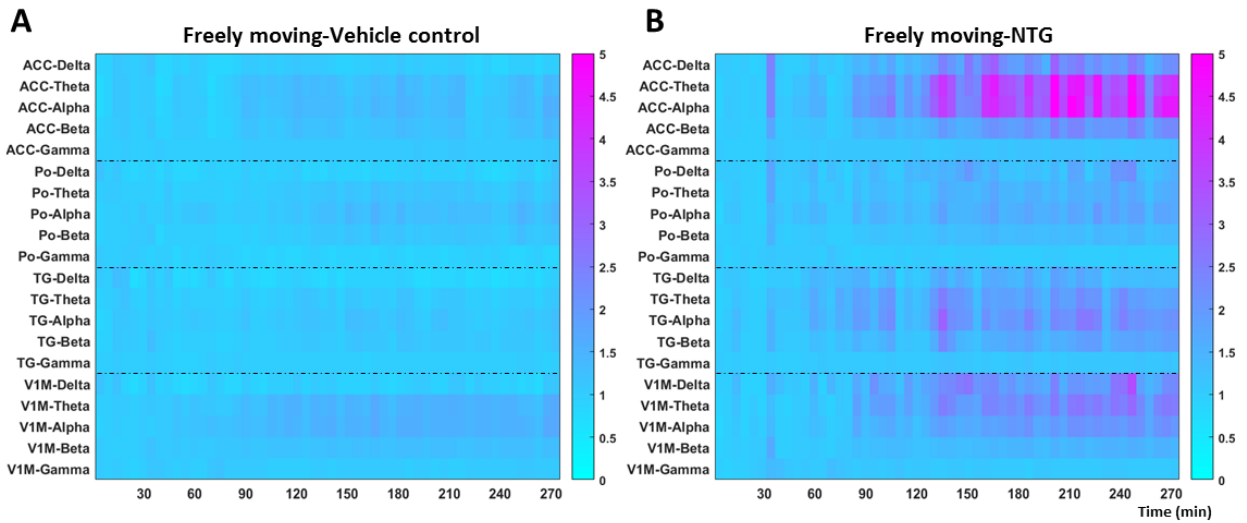 A
Freely moving-Vehicle control
ACC-Delta
ACC-Theta
ACC-Alpha
ACC-Beta
ACC-Gamma
Po-Delta
Po-Theta
Po-Alpha
Po-Beta
Po-Gamma
TG-Delta
TG-Theta
TG-Alpha
TG-Beta
TG-Gamma
V1M-Delta
V1M-Theta
V1M-Alpha
V1M-Beta
V1M-Gamma
30 60 90 120 150 180 210 240 270
5
4.5
4
3.5
3
2.5
2
1.5
1
0.5
0
B
Freely moving-NTG
ACC-Delta
ACC-Theta
ACC-Alpha
ACC-Beta
ACC-Gamma
Po-Delta
Po-Theta
Po-Alpha
Po-Beta
Po-Gamma
TG-Delta
TG-Theta
TG-Alpha
TG-Beta
TG-Gamma
V1M-Delta
V1M-Theta
V1M-Alpha
V1M-Beta
V1M-Gamma
30 60 90 120 150 180 210 240 270
Time (min)
5
4.5
4
3.5
3
2.5
2
1.5
1
0.5
0